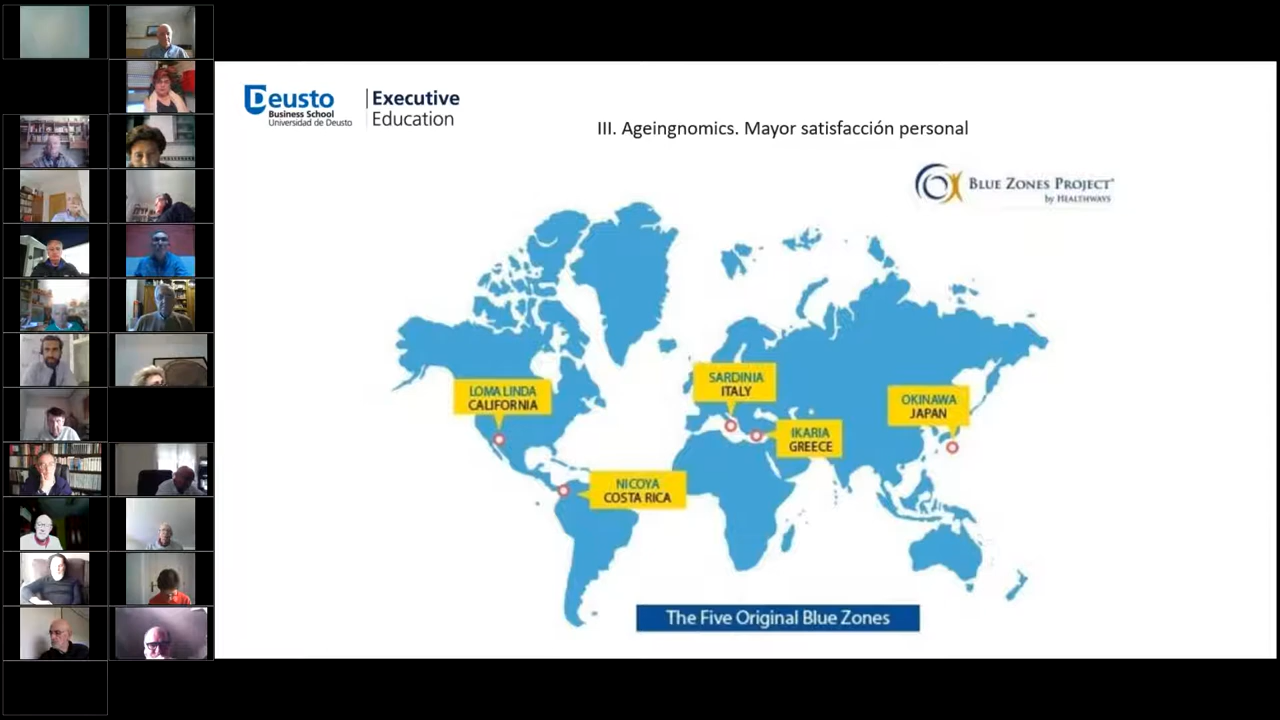 Deusto
Business School
Universidad de Deusto
Executive
Education
III. Ageingnomics. Mayor satisfacción personal
BLUE ZONES PROJECT®
by HEALTHWAYS
LOMA LINDA
CALIFORNIA
SARDINIA
ITALY
OKINAWA
JAPAN
IKARIA
GREECE
NICOYA
COSTA RICA
The Five Original Blue Zones